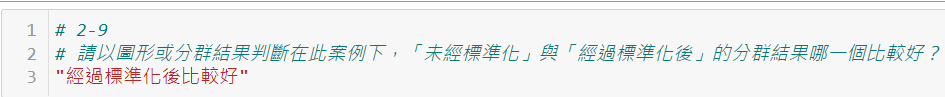 1 # 2-9
2 # 請以圖形或分群結果判斷在此案例下，「未經標準化」與「經過標準化後」的分群結果哪一個比較好？
3 "經過標準化後比較好"